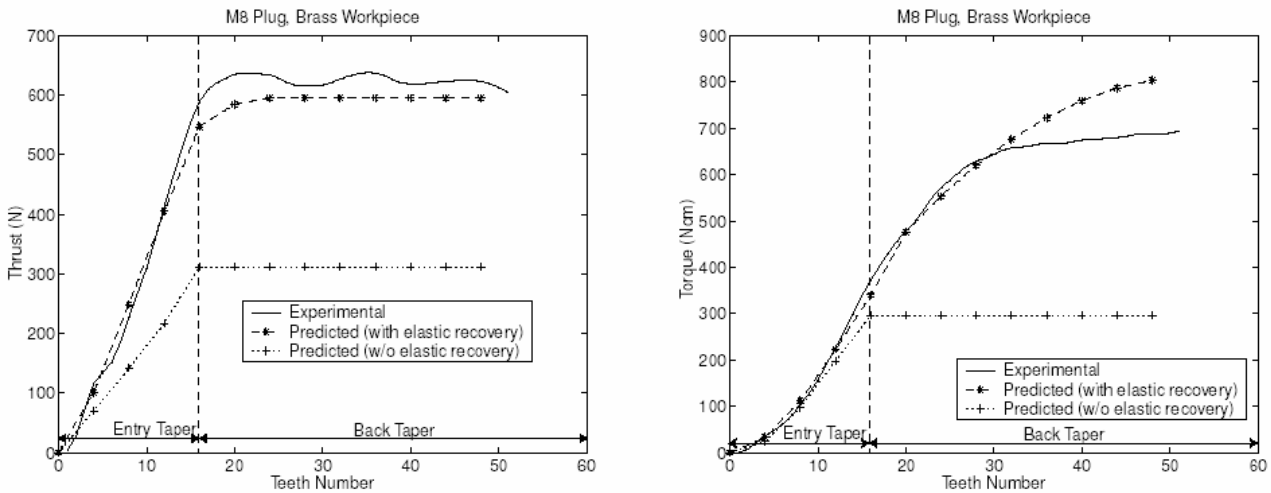 M8 Plug, Brass Workpiece
700
600
500
400
300
200
100
0
Thrust (N)
Experimental
Predicted (with elastic recovery)
Predicted (w/o elastic recovery)
Entry Taper
Back Taper
0 10 20 30 40 50 60
Teeth Number
M8 Plug, Brass Workpiece
900
800
700
600
500
400
300
200
100
0
Torque (Ncm)
Experimental
Predicted (with elastic recovery)
Predicted (w/o elastic recovery)
Entry Taper
Back Taper
0 10 20 30 40 50 60
Teeth Number